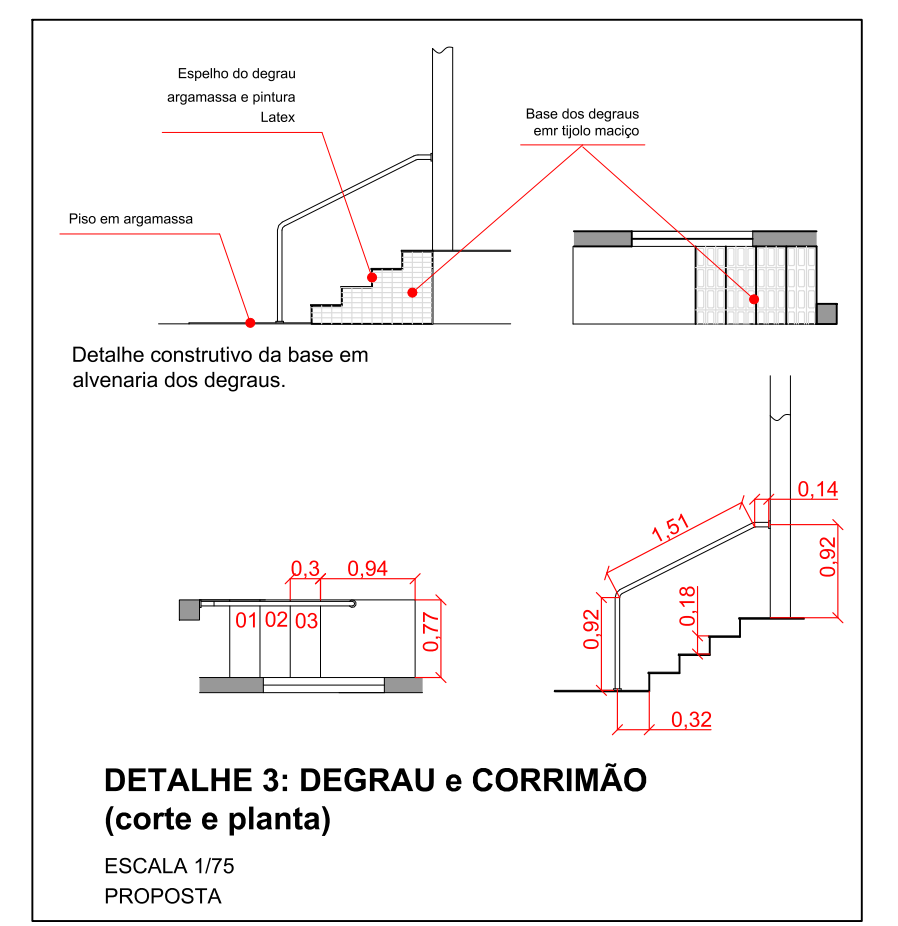 Espelho do degrau
argamassa e pintura
Latex
Base dos degraus
emr tijolo maciço
Piso em argamassa
Detalhe construtivo da base em
alvenaria dos degraus.
0,14
1,51
0,92
0,3
0,94
0,18
01
02
03
0,77
0,92
0,32
DETALHE 3: DEGRAU e CORRIMÃO
(corte e planta)
ESCALA 1/75
PROPOSTA